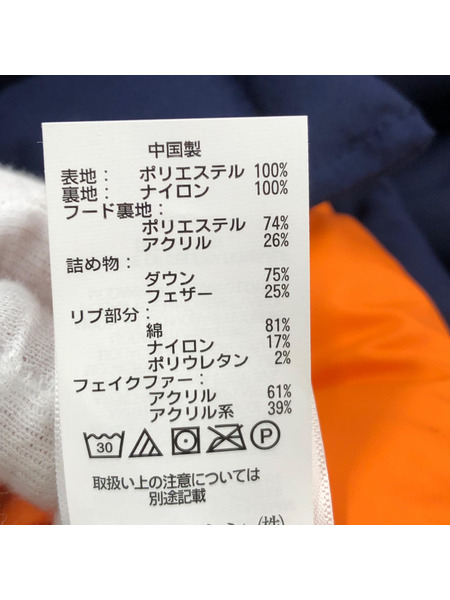 中国製
表地： ポリエステル 100%
裏地： ナイロン 100%
フード裏地：
ポリエステル 74%
アクリル 26%
詰め物：
ダウン 75%
フェザー 25%
リブ部分：
綿 81%
ナイロン 17%
ポリウレタン 2%
フェイクファー：
アクリル 61%
アクリル系 39%
30 P
取扱い上の注意については
別途記載
(株)